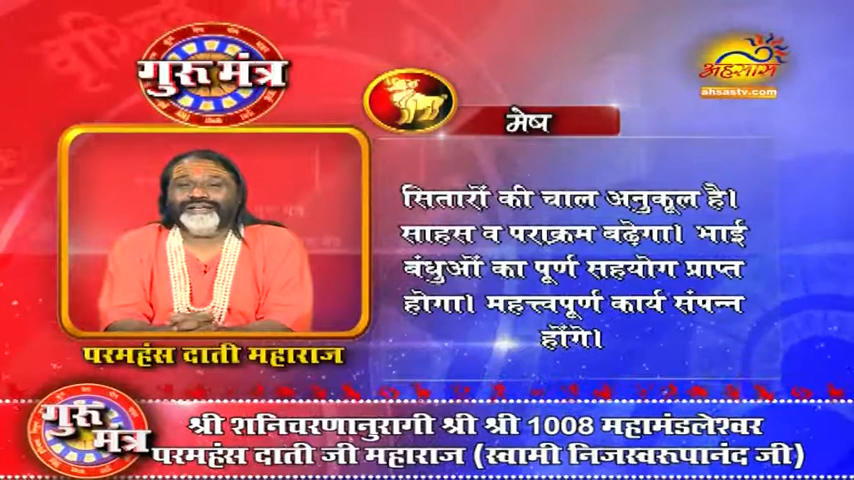 गुरू मंत्र
अहसास
ahsastv.com
मेष
सितारों की चाल अनुकूल है।
साहस व पराक्रम बढ़ेगा। भाई
बंधुओं का पूर्ण सहयोग प्राप्त
होगा। महत्त्वपूर्ण कार्य संपन्न
होंगे।
परमहंस दाती महाराज
गुरू
मंत्र
श्री शनिचरणानुरागी श्री श्री 1008 महामंडलेश्वर
परमहंस दाती जी महाराज (स्वामी निजस्वरूपानंद जी)